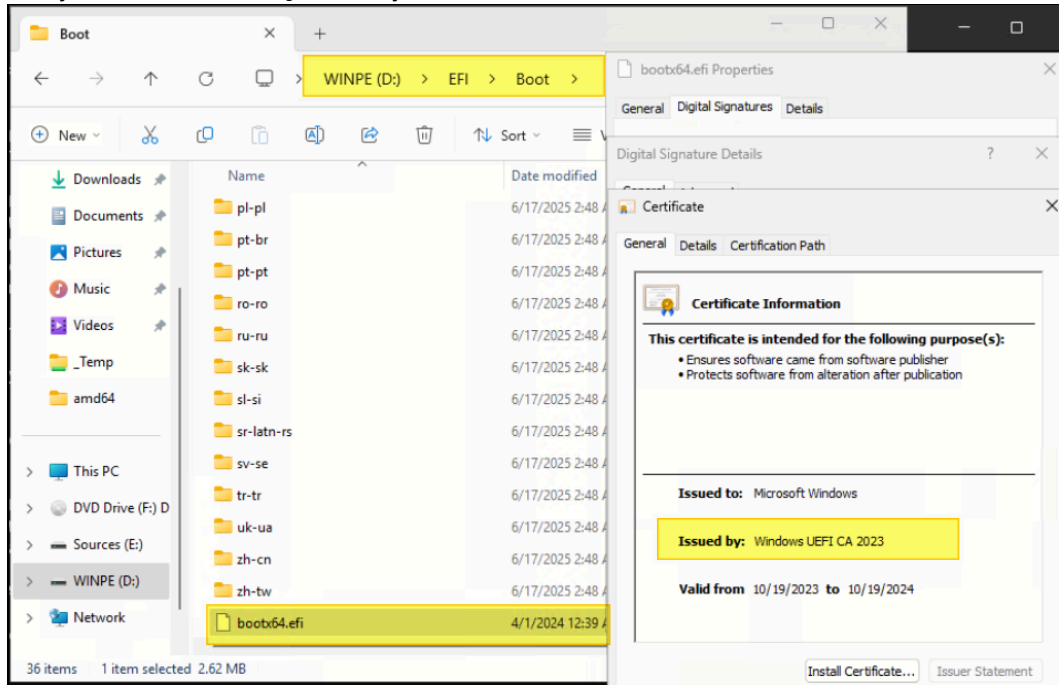 Boot
WINPE (D:) > EFI > Boot >
New
Sort
Downloads
Documents
Pictures
Music
Videos
_Temp
amd64
This PC
DVD Drive (F:) D
Sources (E:)
WINPE (D:)
Network
Name Date modified
pl-pl 6/17/2025 2:48
pt-br 6/17/2025 2:48
pt-pt 6/17/2025 2:48
ro-ro 6/17/2025 2:48
ru-ru 6/17/2025 2:48
sk-sk 6/17/2025 2:48
sl-si 6/17/2025 2:48
sr-latn-rs 6/17/2025 2:48
sv-se 6/17/2025 2:48
tr-tr 6/17/2025 2:48
uk-ua 6/17/2025 2:48
zh-cn 6/17/2025 2:48
zh-tw 6/17/2025 2:48
bootx64.efi 4/1/2024 12:39
36 items 1 item selected 2.62 MB
bootx64.efi Properties
General Digital Signatures Details
Digital Signature Details
Certificate
General Details Certification Path
Certificate Information
This certificate is intended for the following purpose(s):
• Ensures software came from software publisher
• Protects software from alteration after publication
Issued to: Microsoft Windows
Issued by: Windows UEFI CA 2023
Valid from 10/19/2023 to 10/19/2024
Install Certificate... Issuer Statement